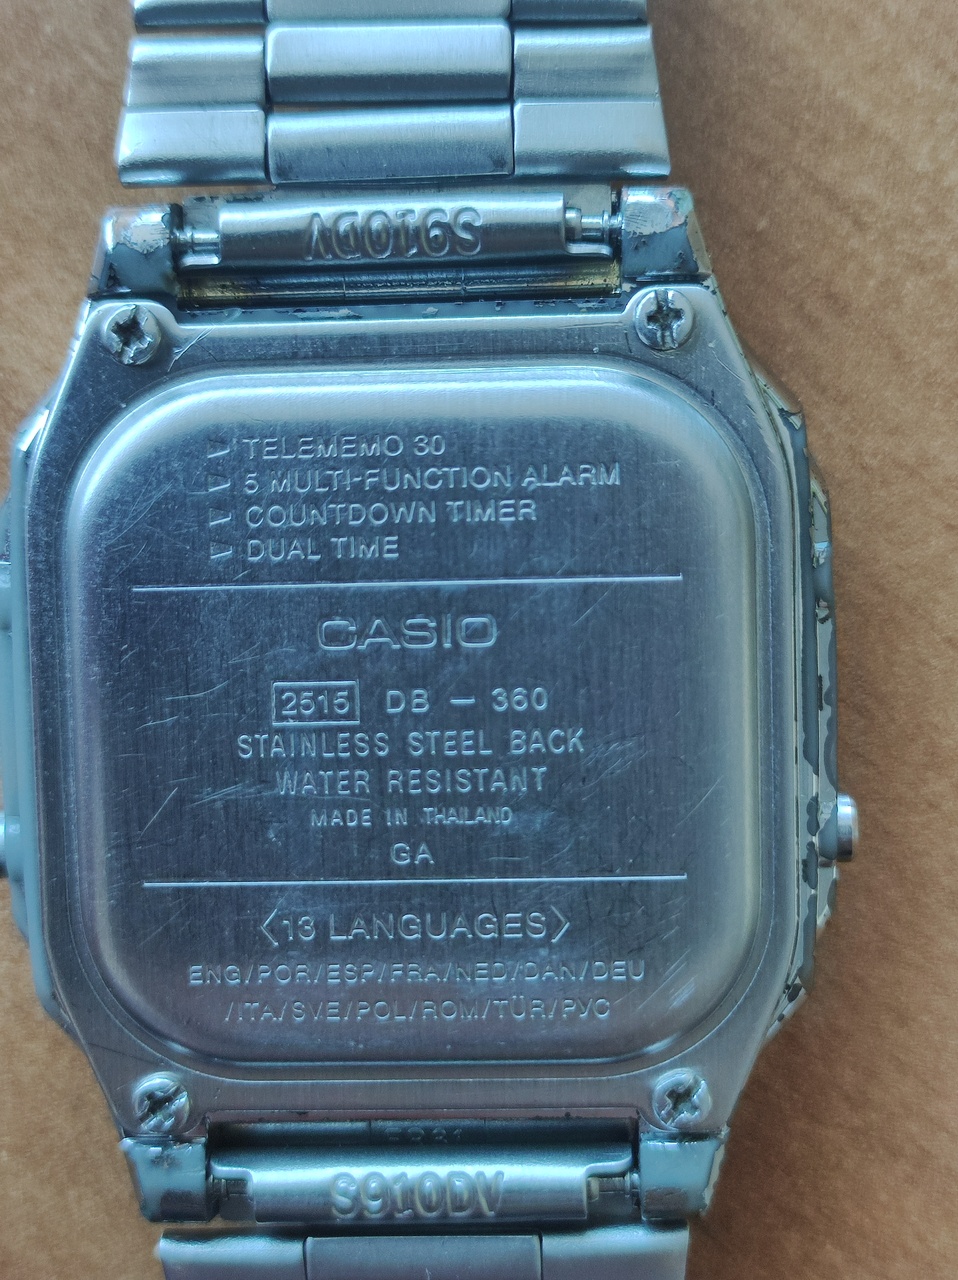 S910DV
TELEMEMO 30
5 MULTI-FUNCTION ALARM
COUNTDOWN TIMER
DUAL TIME
CASIO
2515 DB - 360
STAINLESS STEEL BACK
WATER RESISTANT
MADE IN THAILAND
GA
<13 LANGUAGES>
ENG/POR/ESP/FRA/NED/DAN/DEU
/ITA/SVE/POL/ROM/TÜR/РУС
S910DV